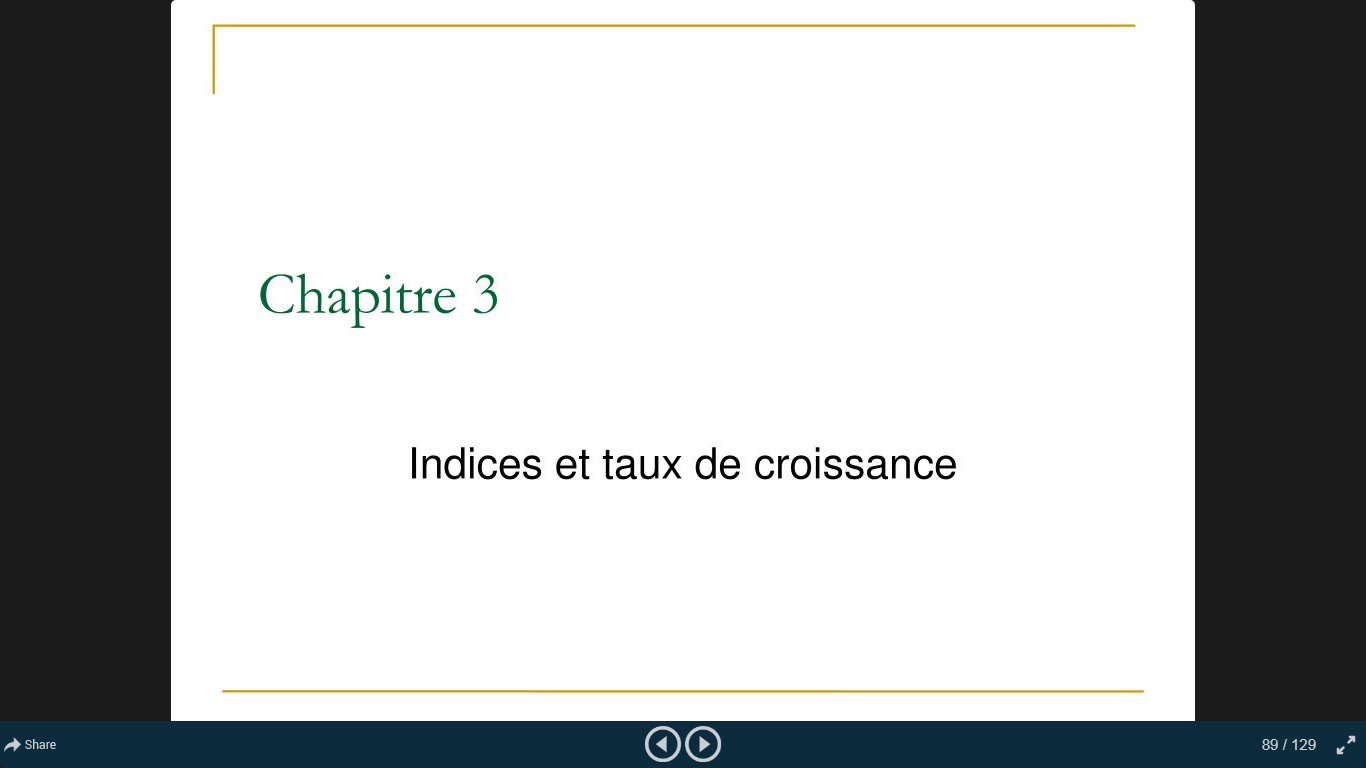 Chapitre 3
Indices et taux de croissance
Share
89 / 129